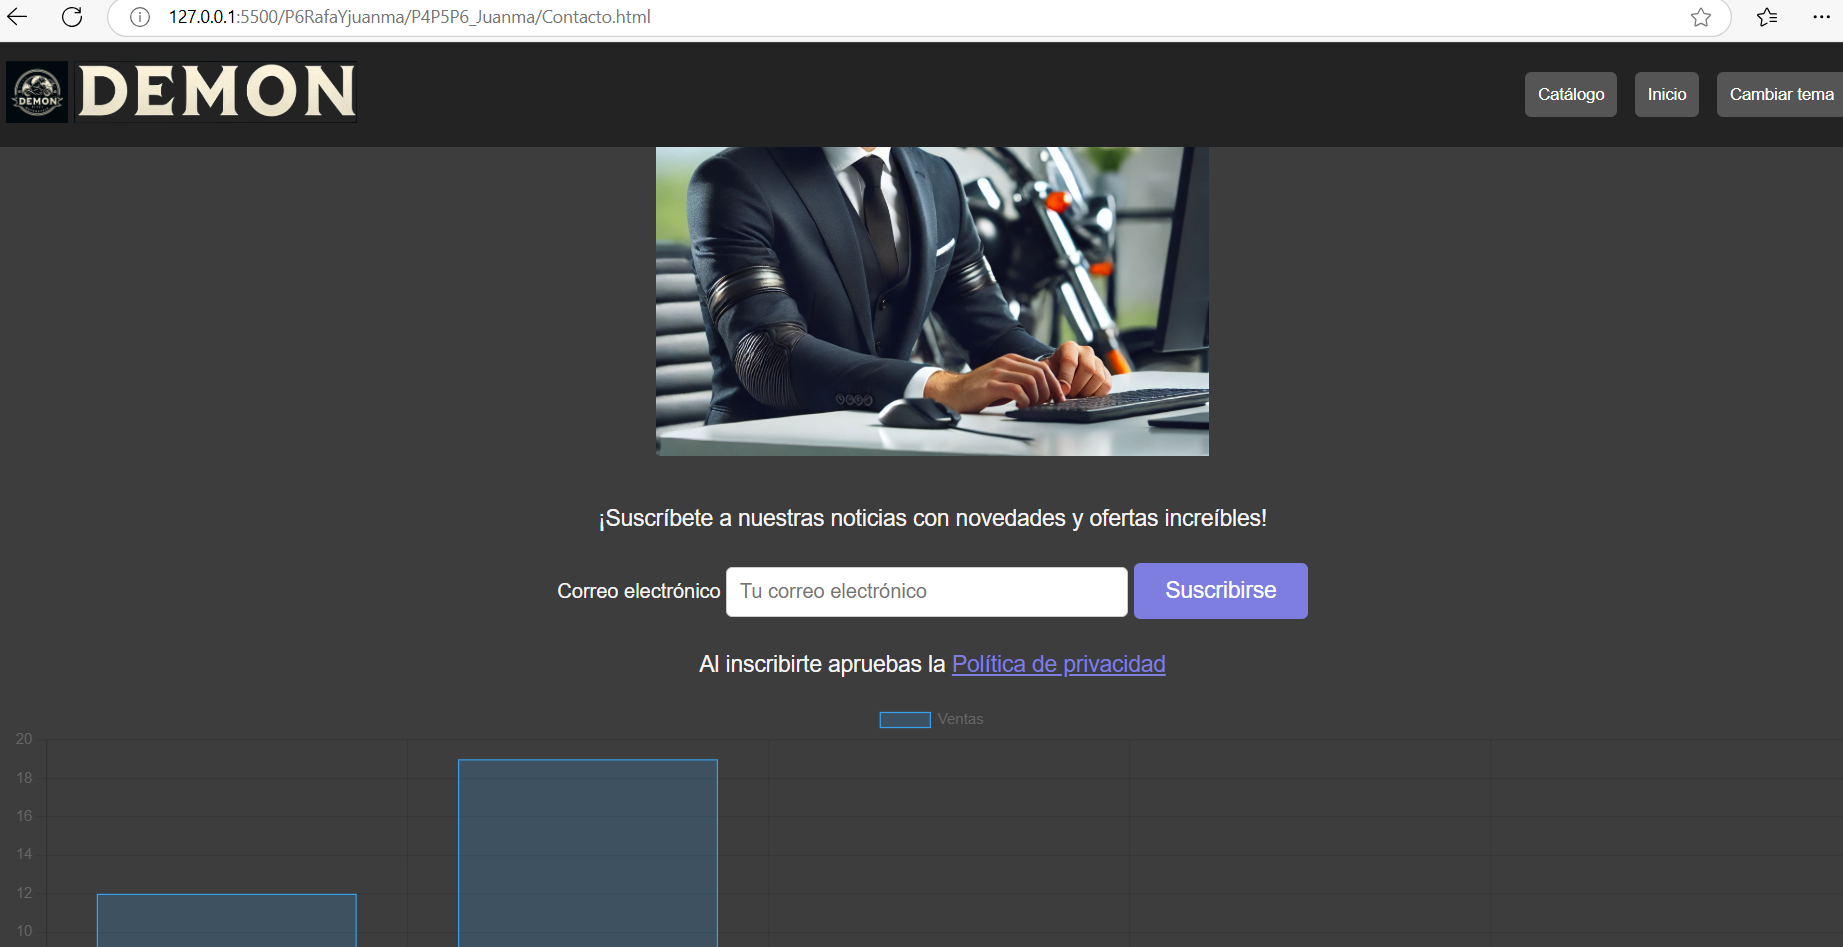 127.0.0.1:5500/P6RafaYjuanma/P4P5P6_Juanma/Contacto.html
DEMON
DEMON
Catálogo
Inicio
Cambiar tema
¡Suscríbete a nuestras noticias con novedades y ofertas increíbles!
Correo electrónico
Tu correo electrónico
Suscribirse
Al inscribirte apruebas la Política de privacidad
Ventas
20
18
16
14
12
10